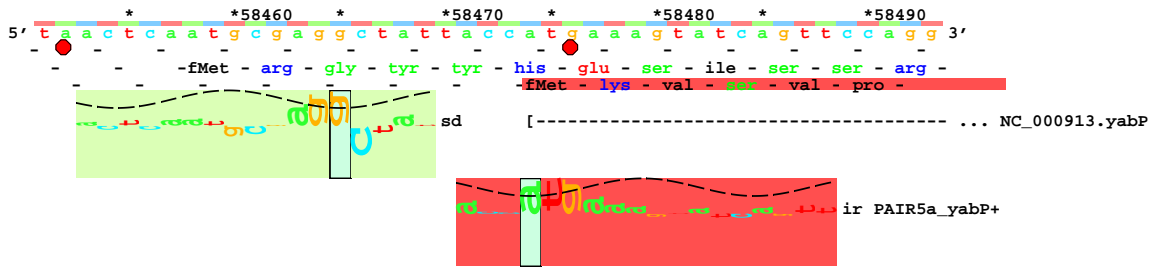 * *58460 * *58470 * *58480 * *58490
5' t a a c t c a a t g c g a g g c t a t t a c c a t g a a a g t a t c a g t t c c a g g 3'
- - -fMet - arg - gly - tyr - tyr - his - glu - ser - ile - ser - ser - arg -
- - - - - - - -fMet - lys - val - ser - val - pro -
sd [--------------------------------------- ... NC_000913.yabP
ir PAIR5a_yabP+